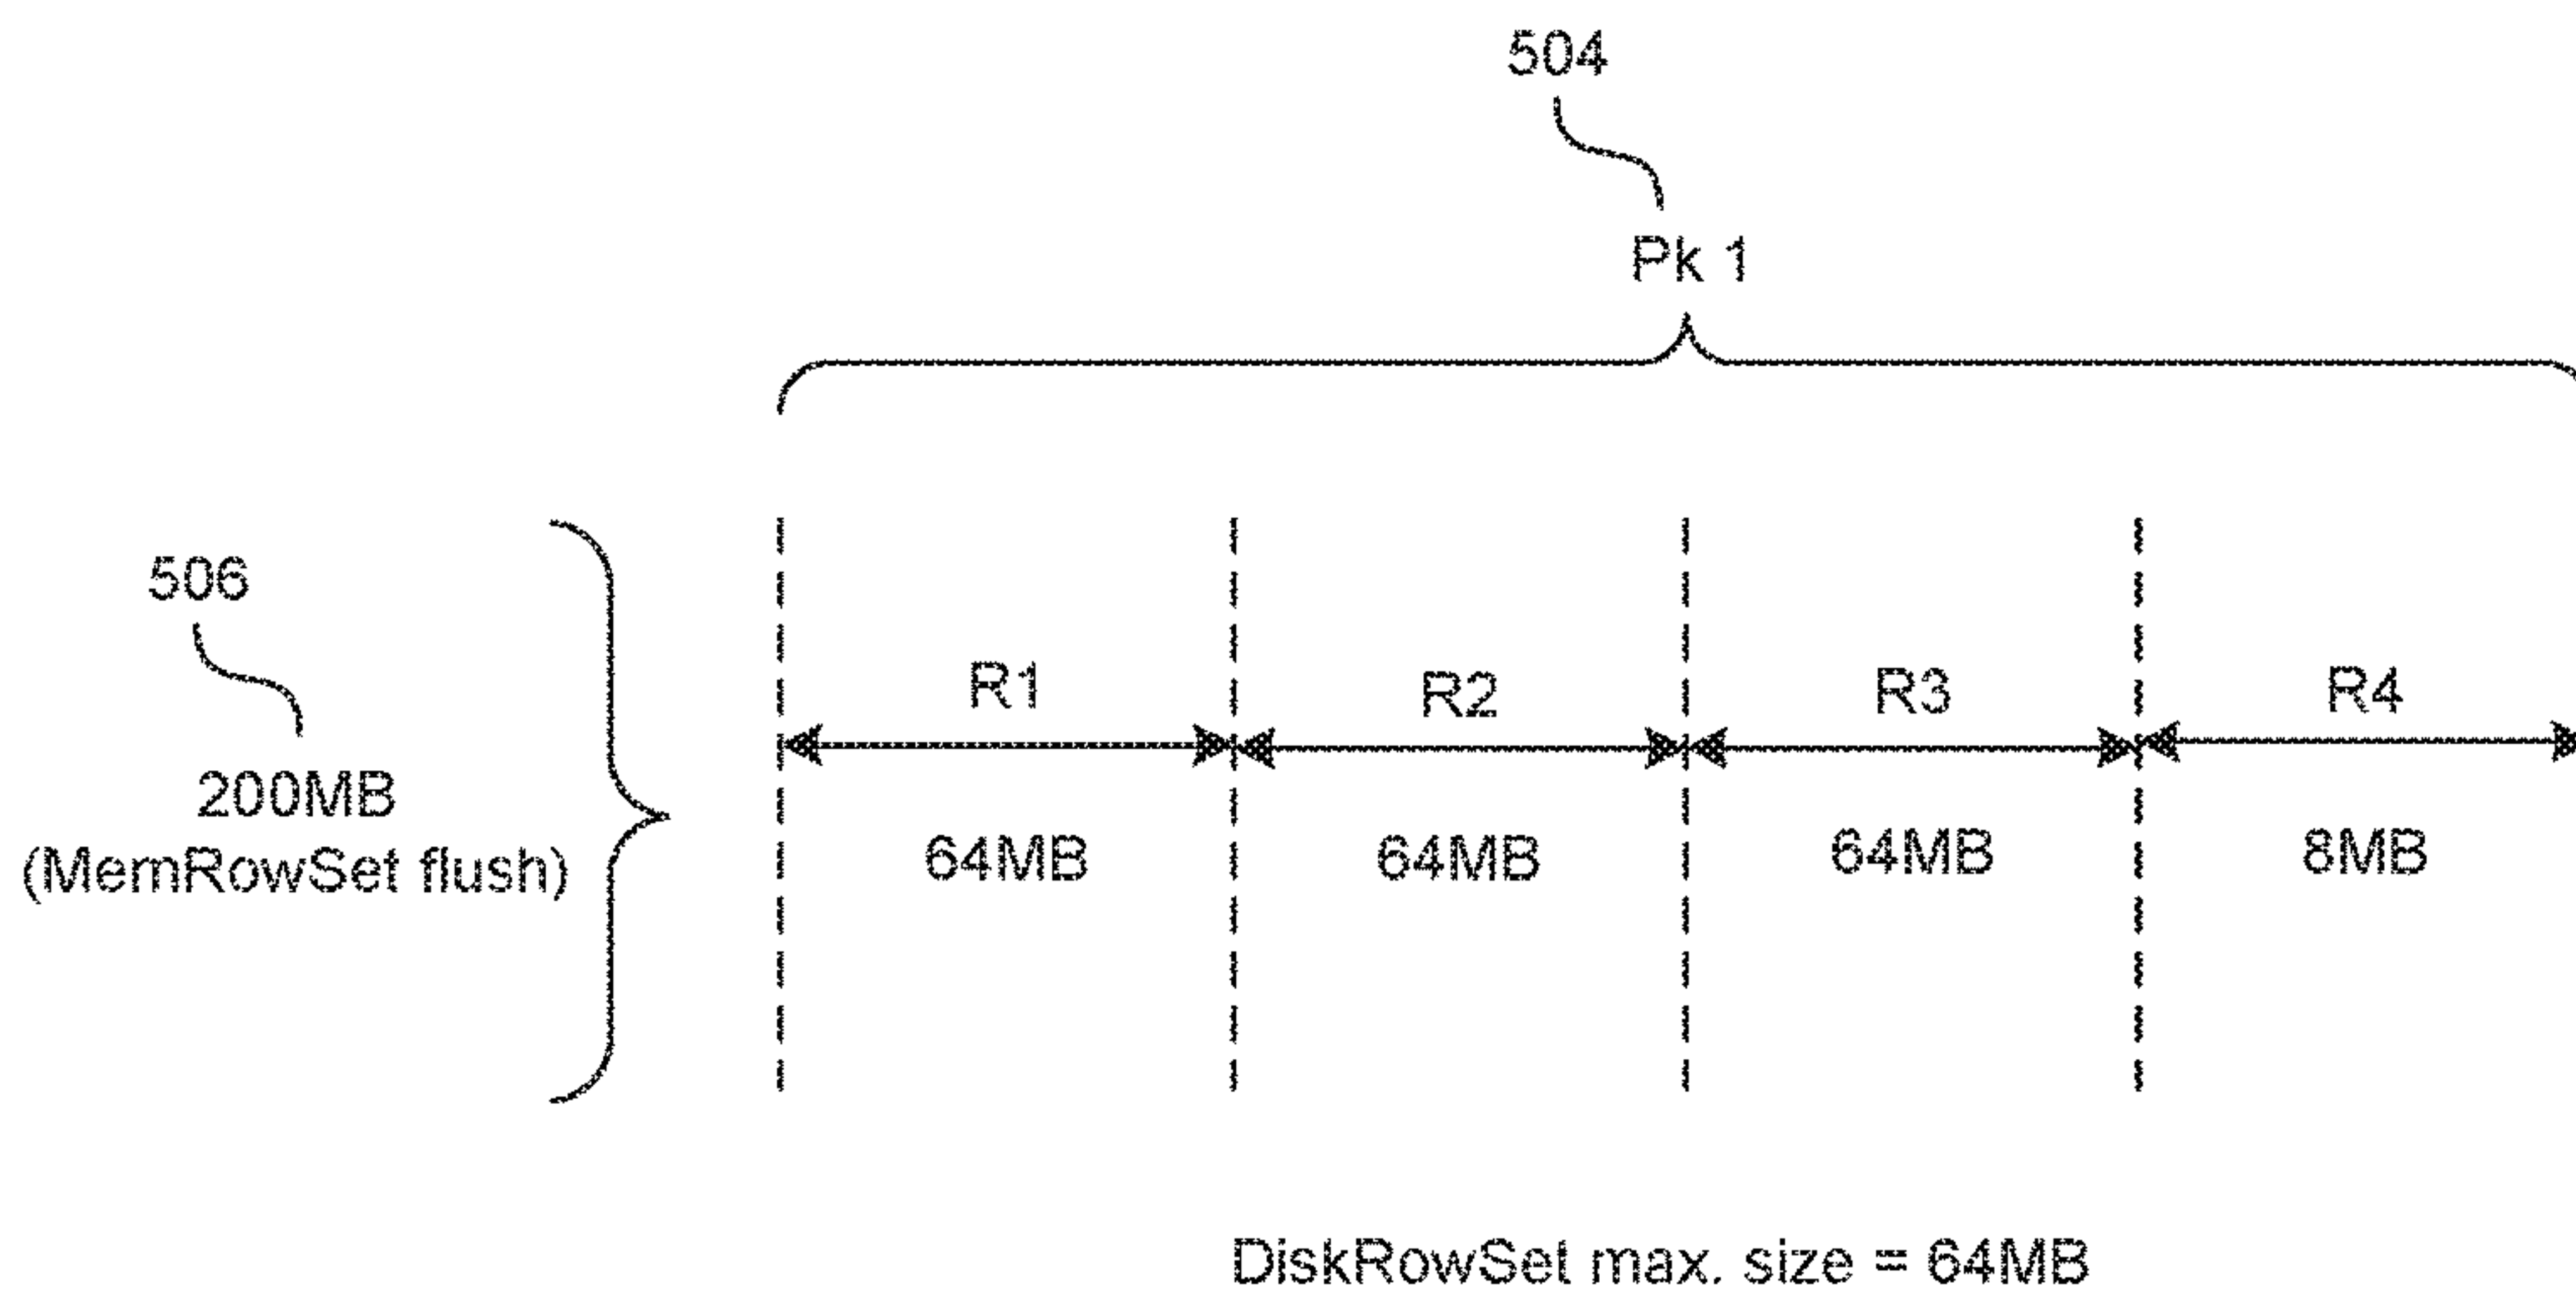 504
Pk 1
506
200MB
(MemRowSet flush)
R1
R2
R3
R4
64MB
64MB
64MB
8MB
DiskRowSet max. size = 64MB